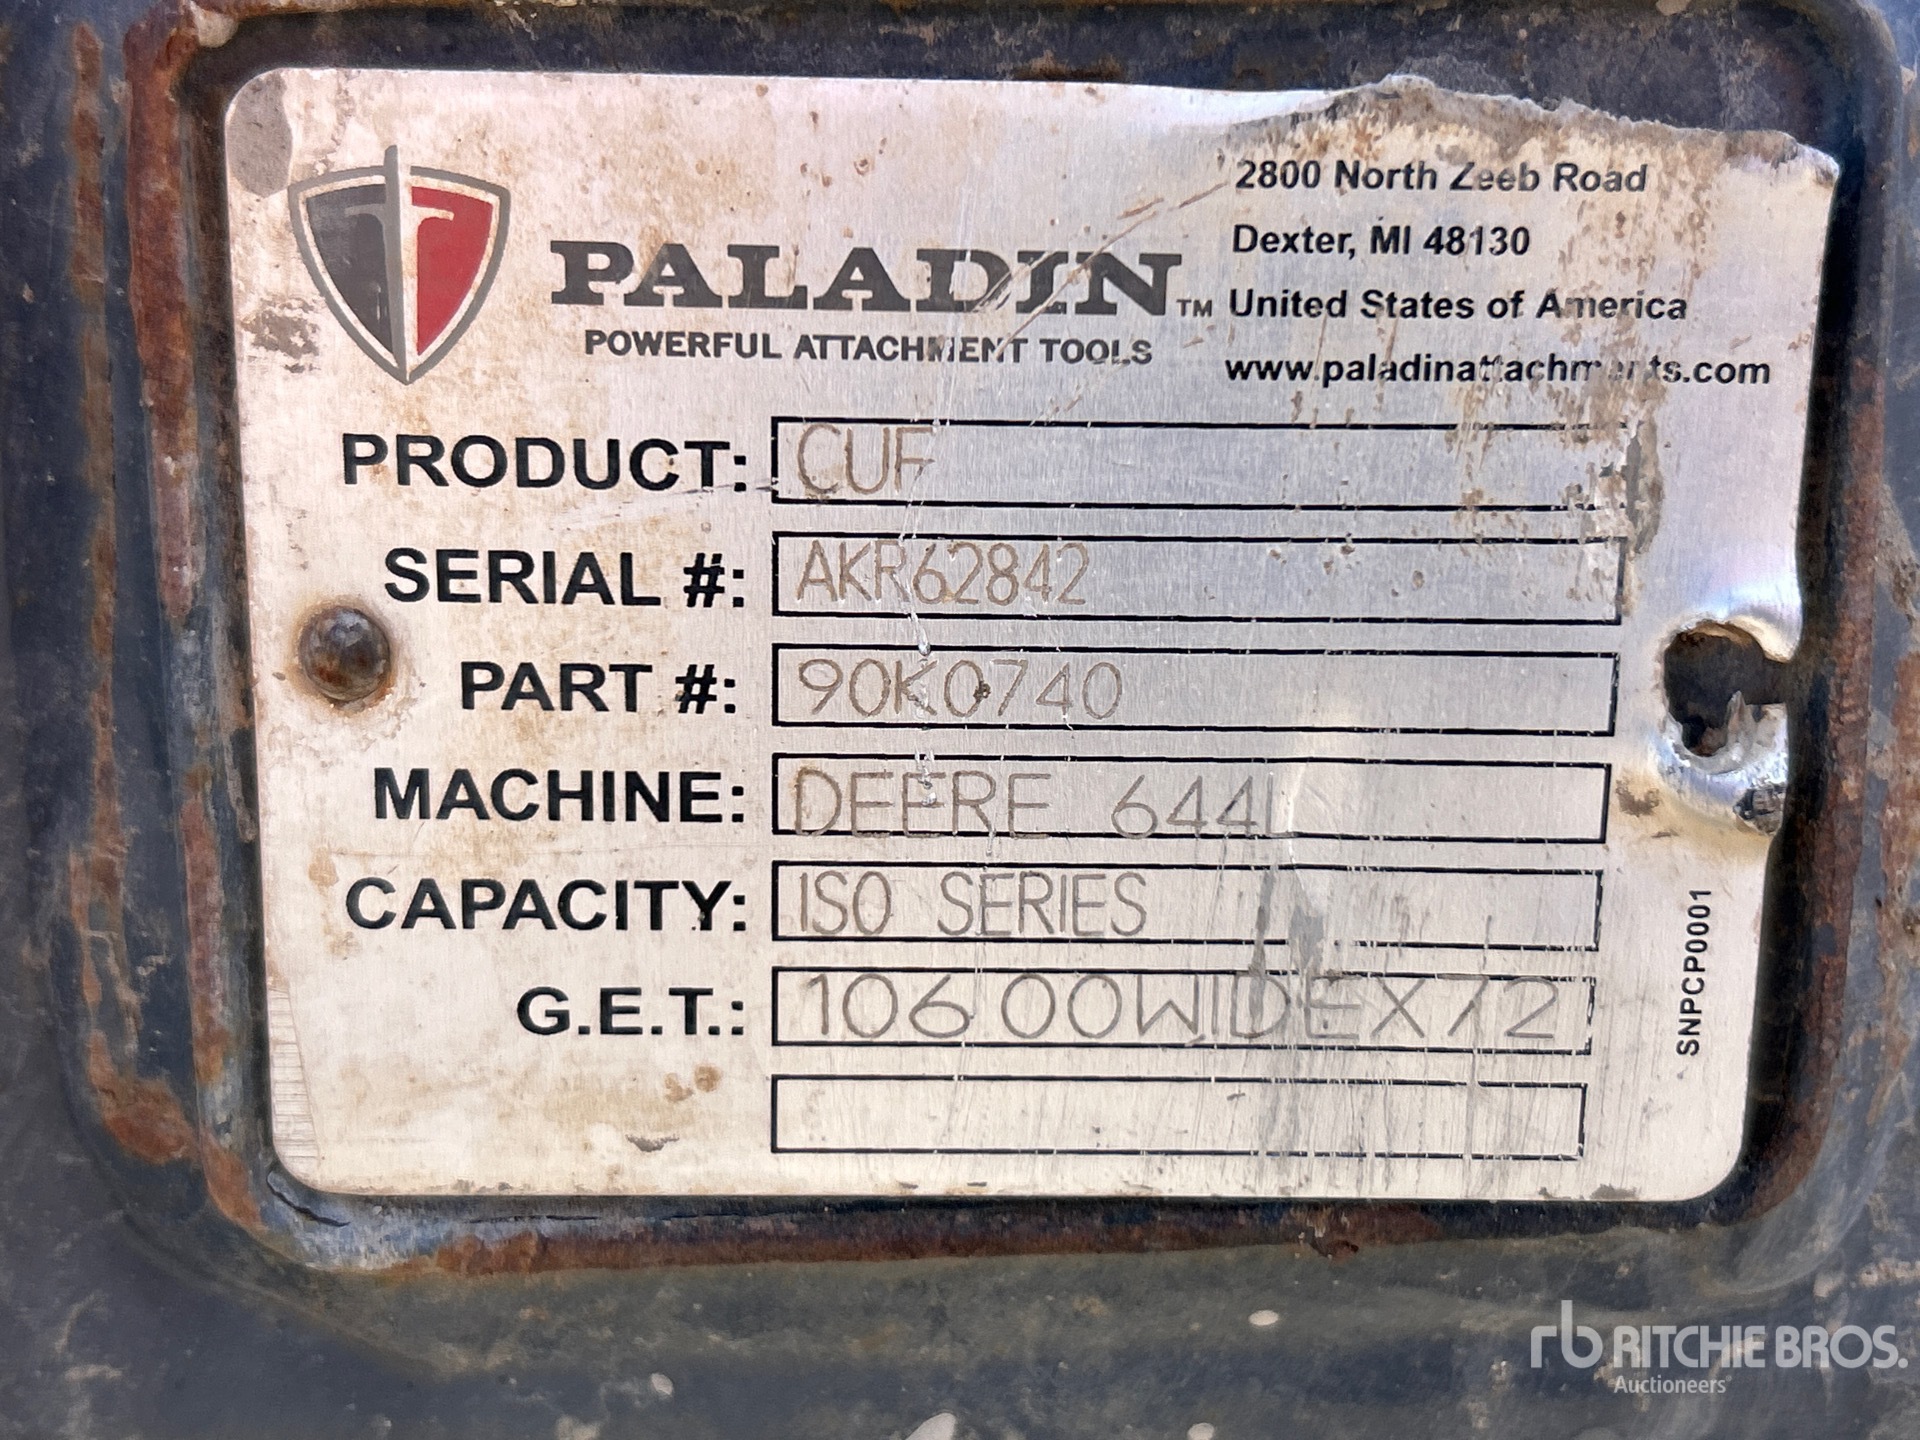 PALADIN™
POWERFUL ATTACHMENT TOOLS
2800 North Zeeb Road
Dexter, MI 48130
United States of America
www.paladinattachments.com
PRODUCT: CUF
SERIAL #: AKR62842
PART #: 90K0740
MACHINE: DEERE 644L
CAPACITY: ISO SERIES
G.E.T.: 106.00WIDEX72
SNPCP0001
rb RITCHIE BROS.
Auctioneers